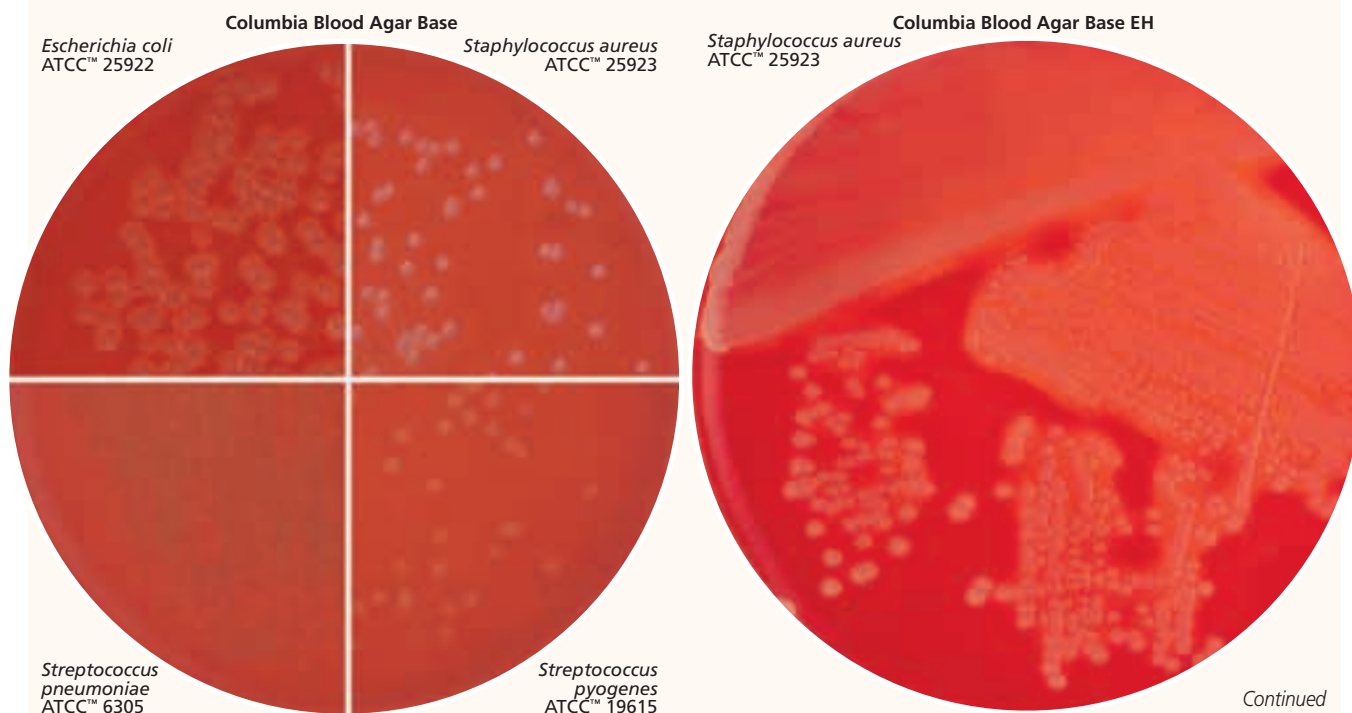 Columbia Blood Agar Base
Escherichia coli
ATCC™ 25922
Staphylococcus aureus
ATCC™ 25923
Streptococcus
pneumoniae
ATCC™ 6305
Streptococcus
pyogenes
ATCC™ 19615
Columbia Blood Agar Base EH
Staphylococcus aureus
ATCC™ 25923
Continued